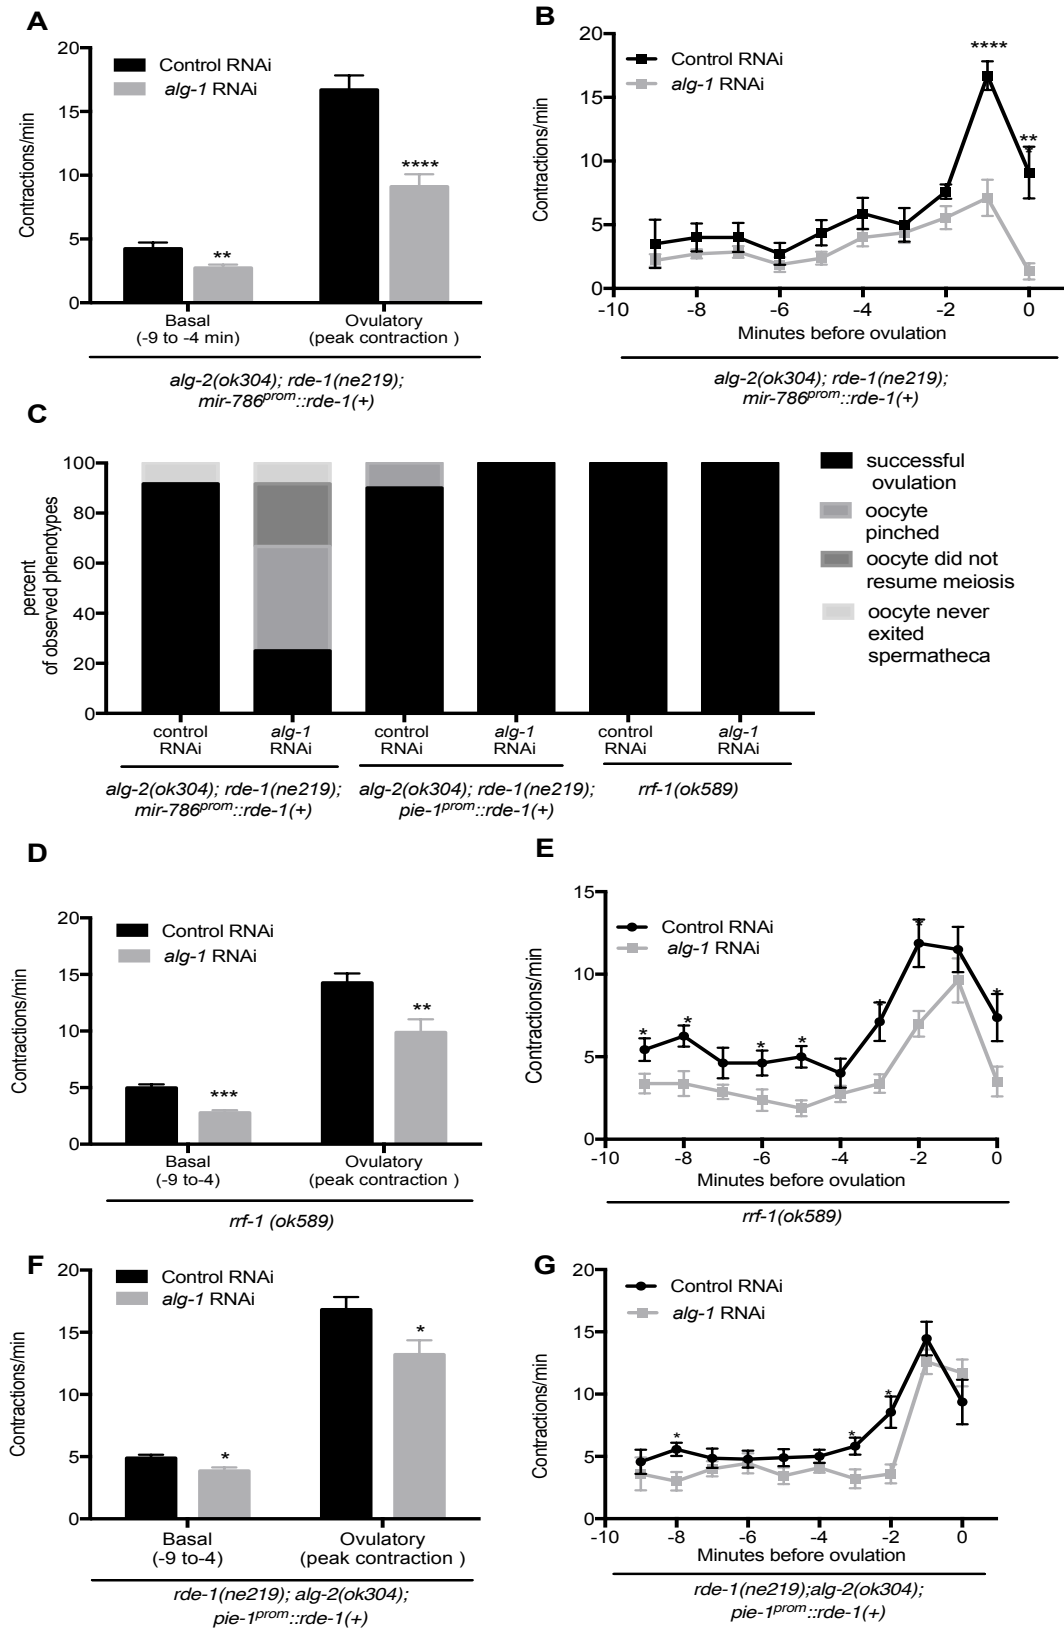 A
20
15
10
5
0
Contractions/min
Control RNAi
alg-1 RNAi
**
****
Basal
(-9 to -4 min)
Ovulatory
(peak contraction )
alg-2(ok304); rde-1(ne219);
mir-786prom::rde-1(+)
B
20
15
10
5
0
Contractions/min
Control RNAi
alg-1 RNAi
****
**
*
-10
-8
-6
-4
-2
0
Minutes before ovulation
alg-2(ok304); rde-1(ne219);
mir-786prom::rde-1(+)
C
100
80
60
40
20
0
percent
of observed phenotypes
successful
ovulation
oocyte
pinched
oocyte did not
resume meiosis
oocyte never
exited
spermatheca
control
RNAi
alg-1
RNAi
control
RNAi
alg-1
RNAi
control
RNAi
alg-1
RNAi
alg-2(ok304); rde-1(ne219);
mir-786prom::rde-1(+)
alg-2(ok304); rde-1(ne219);
pie-1prom::rde-1(+)
rrf-1(ok589)
D
20
15
10
5
0
Contractions/min
Control RNAi
alg-1 RNAi
***
**
Basal
(-9 to-4)
Ovulatory
(peak contraction )
rrf-1 (ok589)
E
15
10
5
0
Contractions/min
Control RNAi
alg-1 RNAi
*
*
*
*
*
*
*
-10
-8
-6
-4
-2
0
Minutes before ovulation
rrf-1(ok589)
F
20
15
10
5
0
Contractions/min
Control RNAi
alg-1 RNAi
*
*
Basal
(-9 to-4)
Ovulatory
(peak contraction )
rde-1(ne219); alg-2(ok304);
pie-1prom::rde-1(+)
G
20
15
10
5
0
Contractions/min
Control RNAi
alg-1 RNAi
*
*
*
-10
-8
-6
-4
-2
0
Minutes before ovulation
rde-1(ne219);alg-2(ok304);
pie-1prom::rde-1(+)